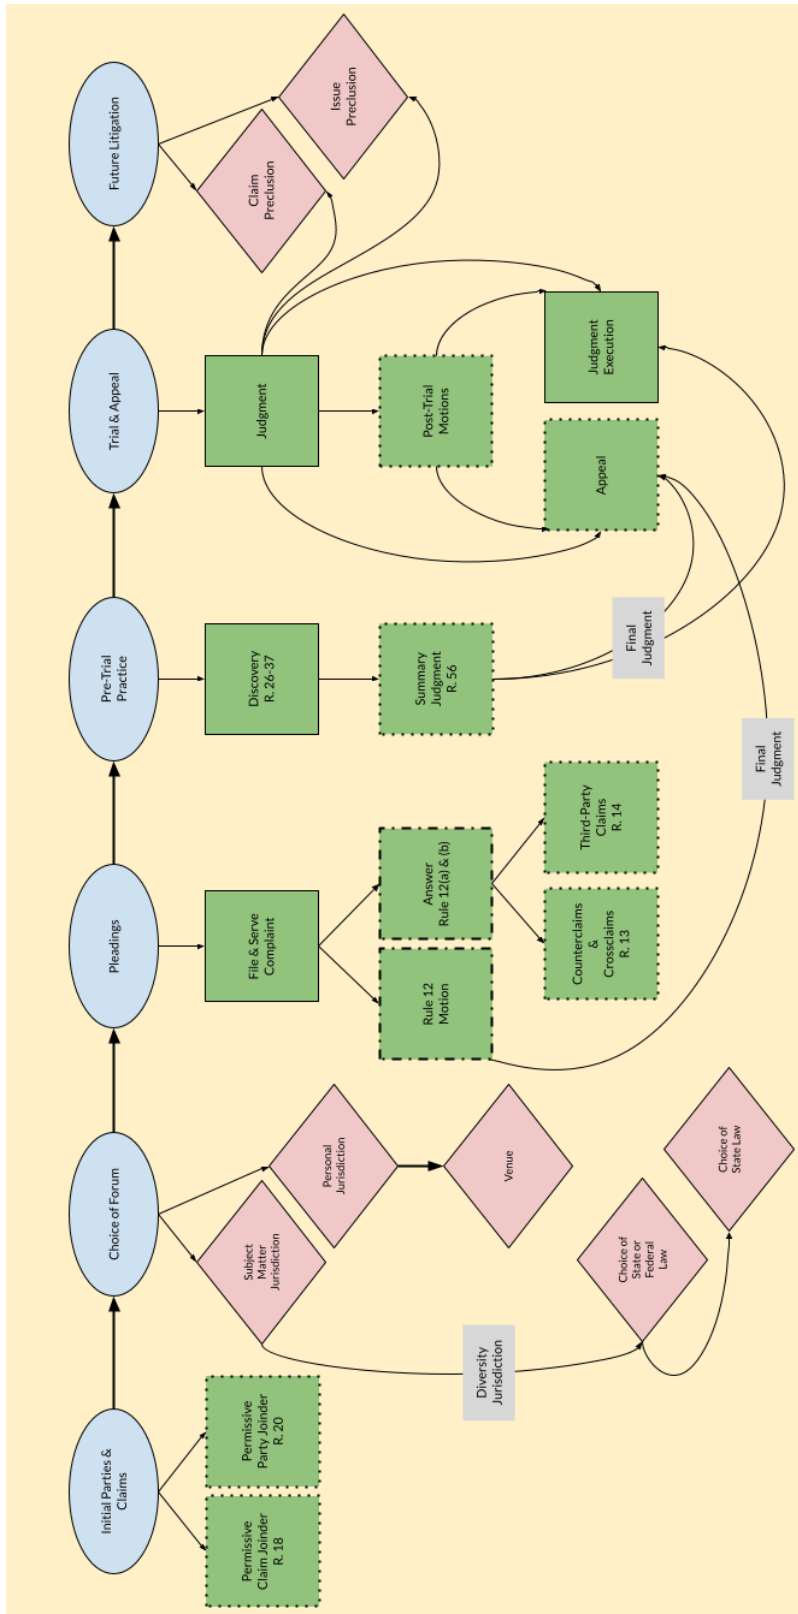 Initial Parties &
Claims
Choice of Forum
Pleadings
Pre-Trial
Practice
Trial & Appeal
Future Litigation
Permissive
Claim Joinder
R. 18
Permissive
Party Joinder
R. 20
Subject
Matter
Jurisdiction
Personal
Jurisdiction
Venue
Diversity
Jurisdiction
Choice of
State or
Federal
Law
Choice of
State Law
File & Serve
Complaint
Rule 12
Motion
Answer
Rule 12(a) & (b)
Counterclaims
&
Crossclaims
R. 13
Third-Party
Claims
R. 14
Discovery
R. 26-37
Summary
Judgment
R. 56
Final
Judgment
Final
Judgment
Judgment
Post-Trial
Motions
Appeal
Judgment
Execution
Claim
Preclusion
Issue
Preclusion